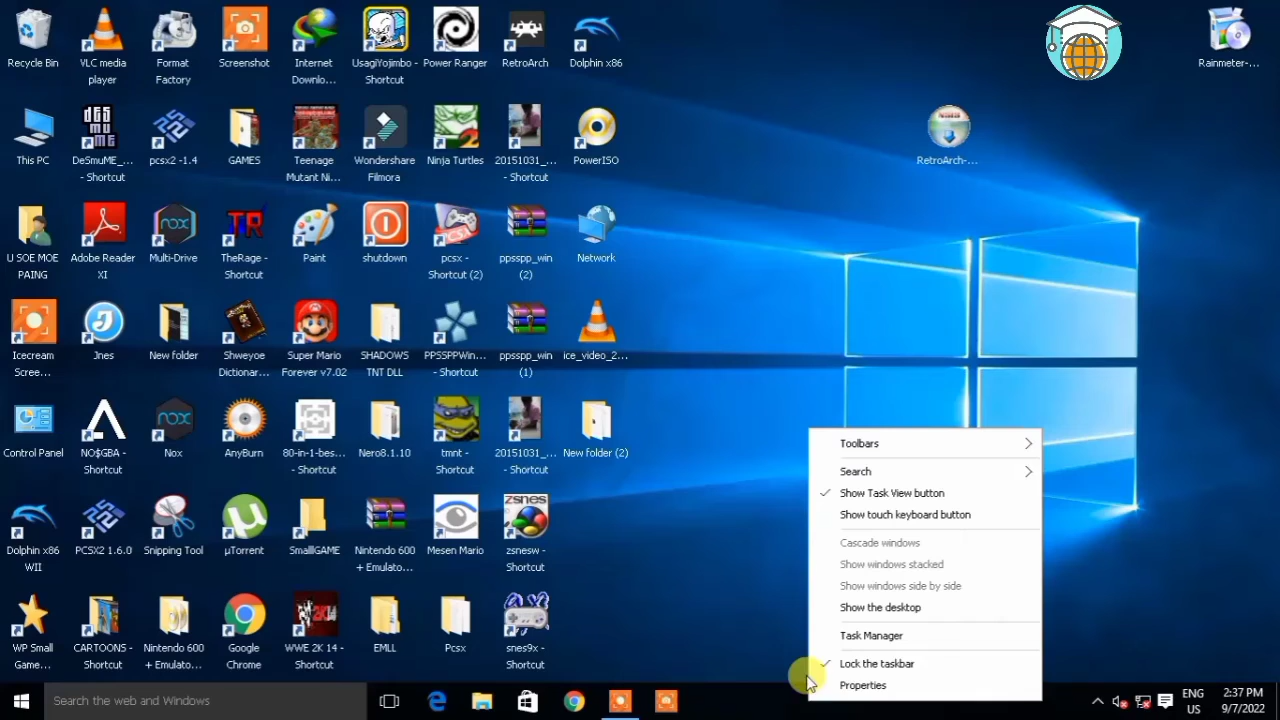 Recycle Bin
VLC media
player
Format
Factory
Screenshot
Internet
Downlo...
UsagiYojimbo -
Shortcut
Power Ranger
RetroArch
Dolphin x86
Rainmeter-...
This PC
DeSmuME_...
- Shortcut
pcsx2 -1.4
GAMES
Teenage
Mutant Ni...
Wondershare
Filmora
Ninja Turtles
20151031_...
- Shortcut
PowerISO
RetroArch-...
U SOE MOE
PAING
Adobe Reader
XI
Multi-Drive
TheRage -
Shortcut
Paint
shutdown
pcsx -
Shortcut (2)
ppsspp_win
(2)
Network
Icecream
Scree...
Jnes
New folder
Shweyoe
Dictionar...
Super Mario
Forever v7.02
SHADOWS
TNT DLL
PPSSPPWin...
- Shortcut
ppsspp_win
(1)
ice_video_2...
Control Panel
NO$GBA -
Shortcut
Nox
AnyBurn
80-in-1-bes...
- Shortcut
Nero8.1.10
tmnt -
Shortcut
20151031_...
- Shortcut
New folder (2)
Dolphin x86
WII
PCSX2 1.6.0
Snipping Tool
µTorrent
SmallGAME
Nintendo 600
+ Emulato...
Mesen Mario
zsnesw -
Shortcut
WP Small
Game...
CARTOONS -
Shortcut
Nintendo 600
+ Emulato...
Google
Chrome
WWE 2K 14 -
Shortcut
EMLL
Pcsx
snes9x -
Shortcut
Toolbars
Search
Show Task View button
Show touch keyboard button
Cascade windows
Show windows stacked
Show windows side by side
Show the desktop
Task Manager
Lock the taskbar
Properties
Search the web and Windows
ENG
US
2:37 PM
9/7/2022